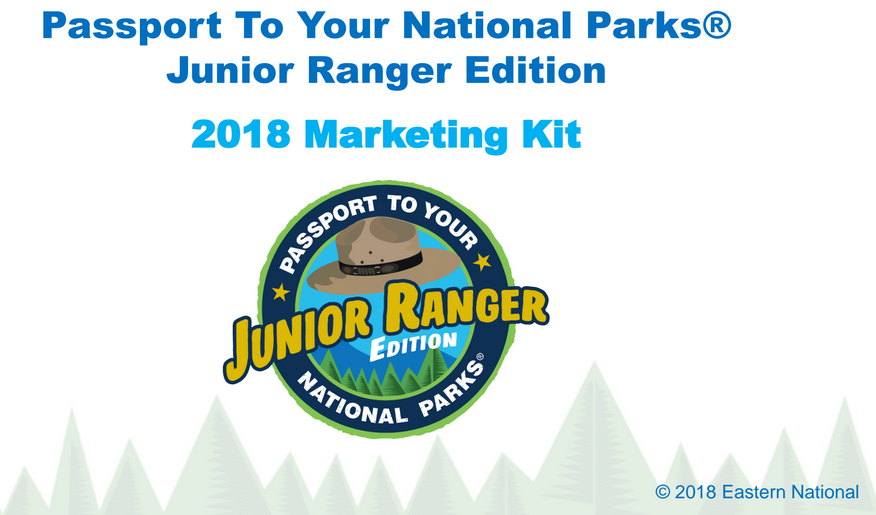 Passport To Your National Parks®
Junior Ranger Edition
2018 Marketing Kit
PASSPORT TO YOUR
JUNIOR RANGER
EDITION
NATIONAL PARKS®
© 2018 Eastern National